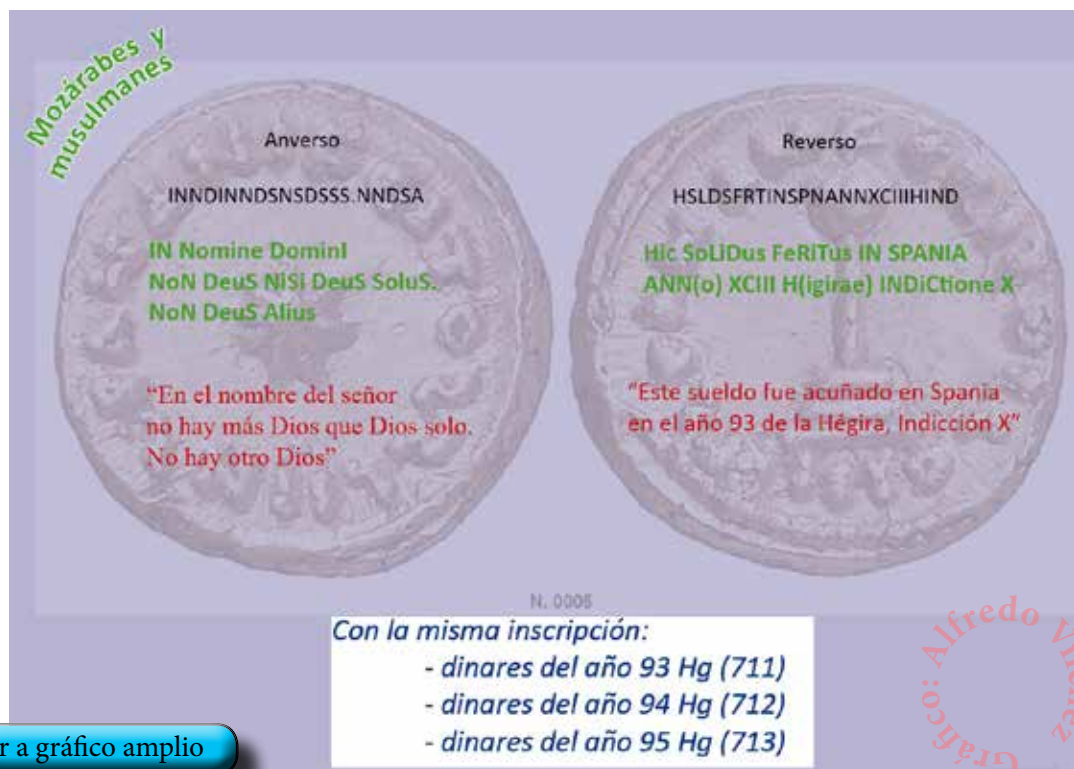 Mozárabes y
musulmanes
Anverso
INNDINNDSNSDSSS.NNDSA
IN Nomine DominI
NoN DeuS NiSi DeuS SoluS.
NoN DeuS Alius
“En el nombre del señor
no hay más Dios que Dios solo.
No hay otro Dios”
Reverso
HSLDSFRTINSPNANNXCIIIHIND
Hic SoLiDus FeRITus IN SPANIA
ANN(o) XCIII H(igirae) INDiCtione X
“Este sueldo fue acuñado en Spania
en el año 93 de la Hégira, Indicción X”
N. 0005
Con la misma inscripción:
- dinares del año 93 Hg (711)
- dinares del año 94 Hg (712)
- dinares del año 95 Hg (713)
r a gráfico amplio
Gráfico: Alfredo